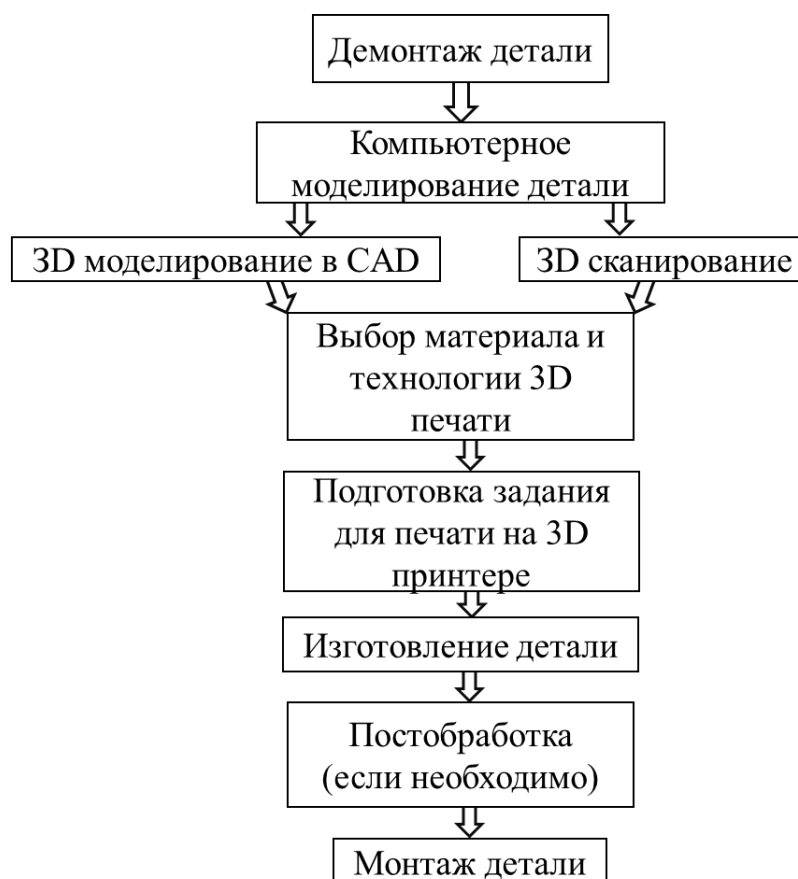 Демонтаж детали
Компьютерное
моделирование детали
3D моделирование в CAD
3D сканирование
Выбор материала и
технологии 3D
печати
Подготовка задания
для печати на 3D
принтере
Изготовление детали
Постобработка
(если необходимо)
Монтаж детали